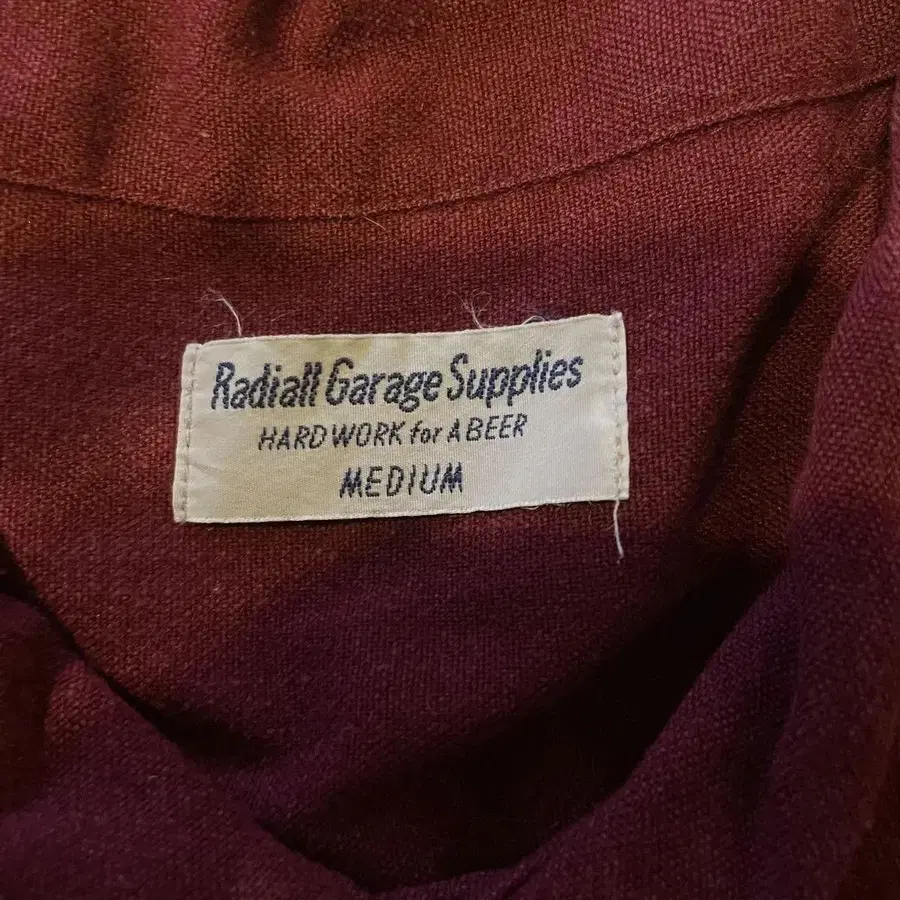 Radiall Garage Supplies
HARD WORK for A BEER
MEDIUM